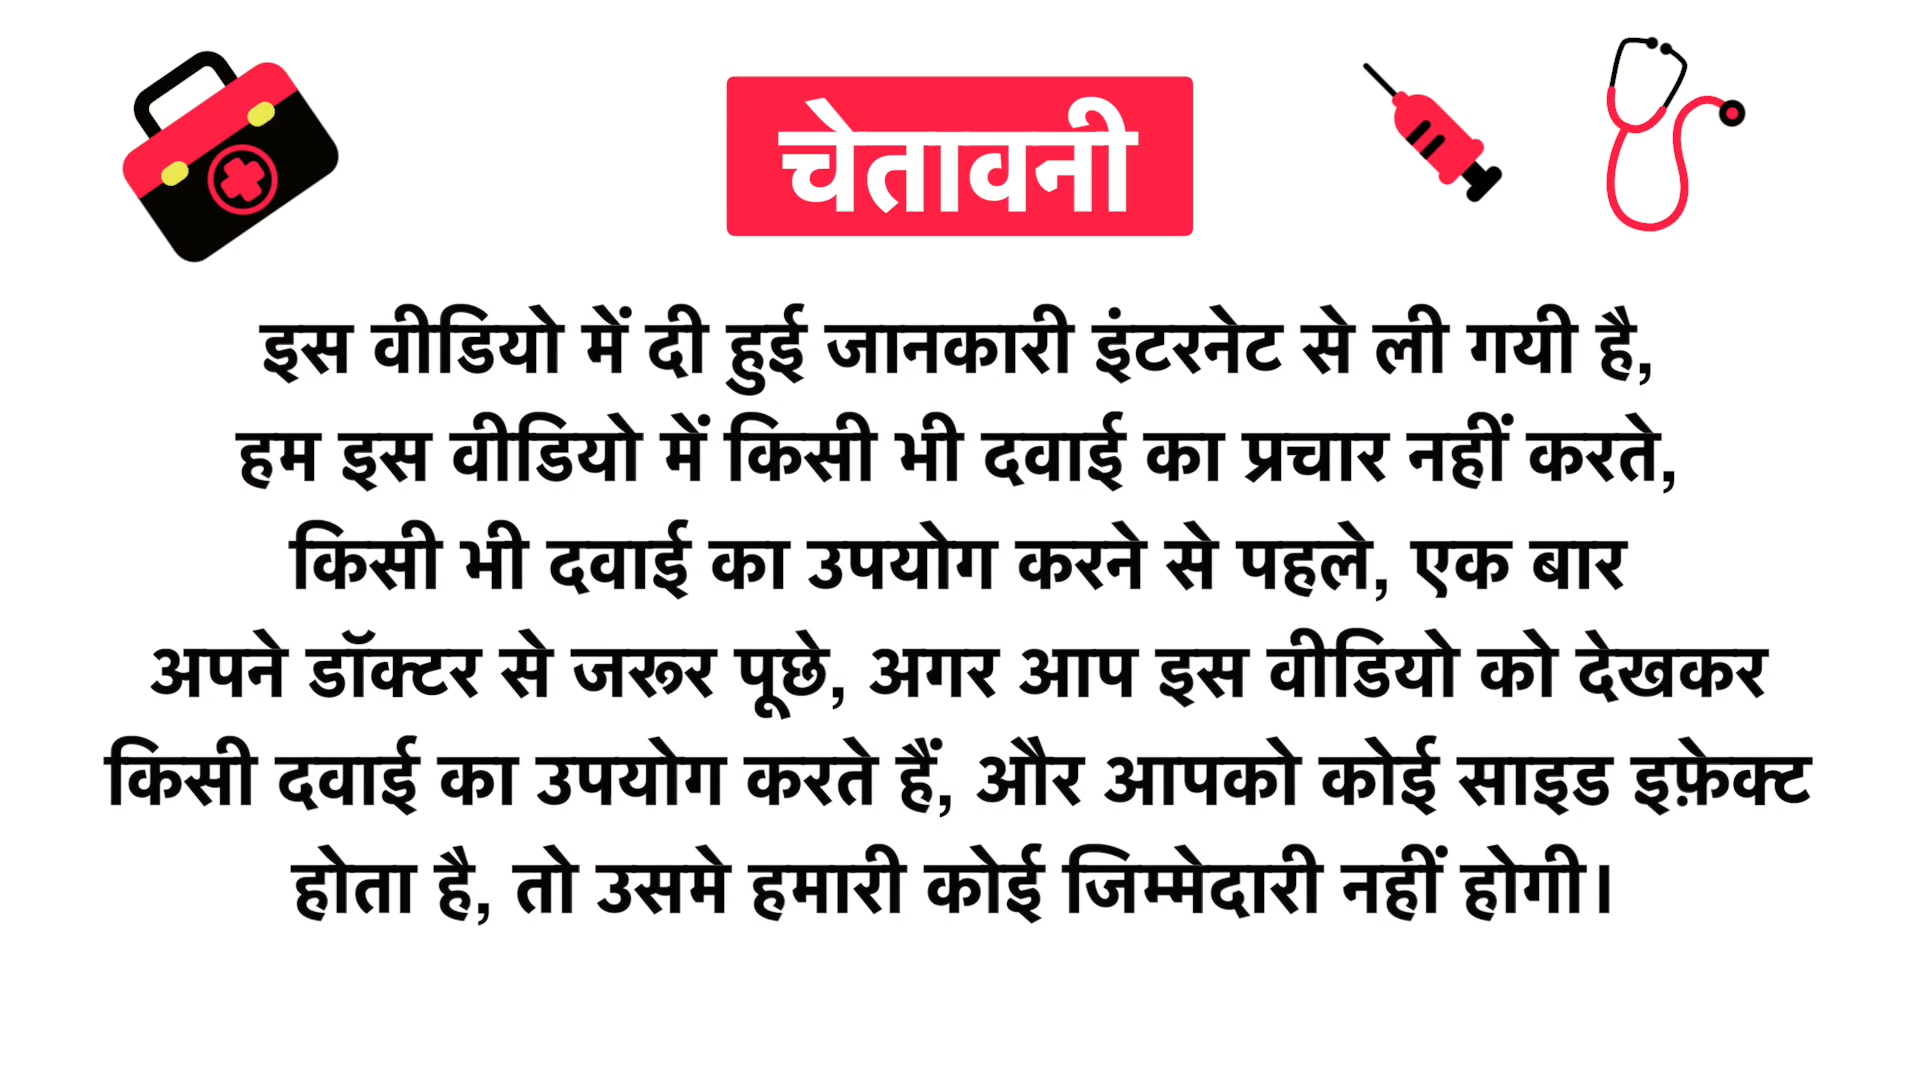 चेतावनी
इस वीडियो में दी हुई जानकारी इंटरनेट से ली गयी है,
हम इस वीडियो में किसी भी दवाई का प्रचार नहीं करते,
किसी भी दवाई का उपयोग करने से पहले, एक बार
अपने डॉक्टर से जरूर पूछे, अगर आप इस वीडियो को देखकर
किसी दवाई का उपयोग करते हैं, और आपको कोई साइड इफ़ेक्ट
होता है, तो उसमे हमारी कोई जिम्मेदारी नहीं होगी।